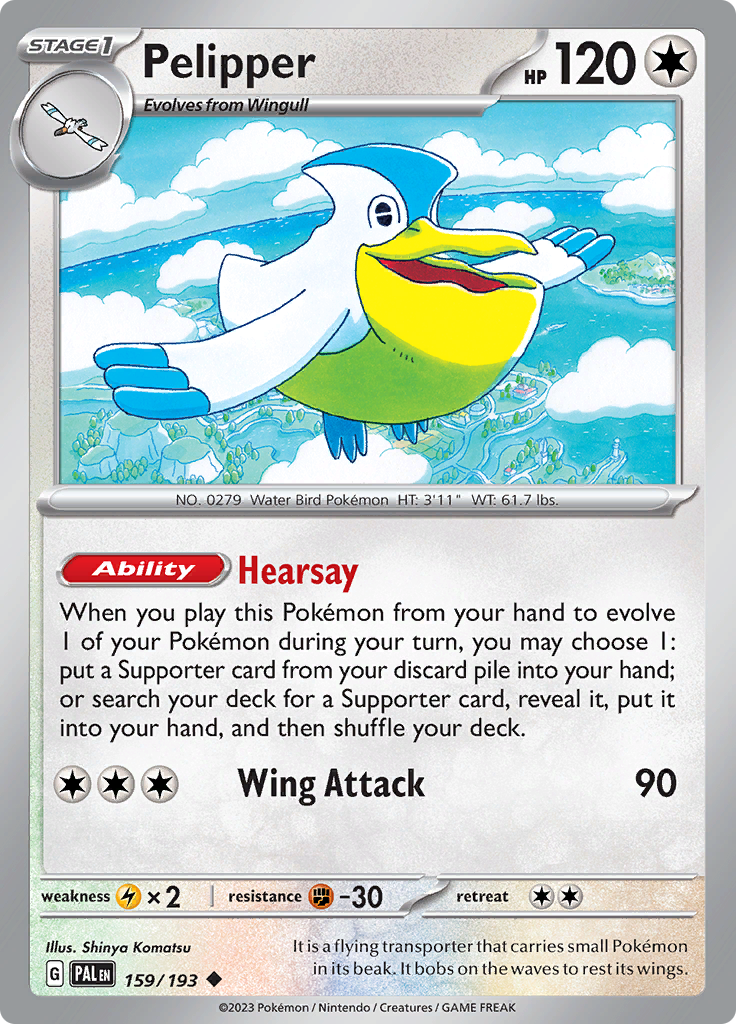 STAGE1
Pelipper
HP 120
Evolves from Wingull
NO. 0279 Water Bird Pokémon HT: 3'11" WT: 61.7 lbs.
Ability Hearsay
When you play this Pokémon from your hand to evolve
1 of your Pokémon during your turn, you may choose 1:
put a Supporter card from your discard pile into your hand;
or search your deck for a Supporter card, reveal it, put it
into your hand, and then shuffle your deck.
Wing Attack 90
weakness ×2 resistance -30 retreat
Illus. Shinya Komatsu
It is a flying transporter that carries small Pokémon
in its beak. It bobs on the waves to rest its wings.
G PAL EN 159/193
©2023 Pokémon / Nintendo / Creatures / GAME FREAK